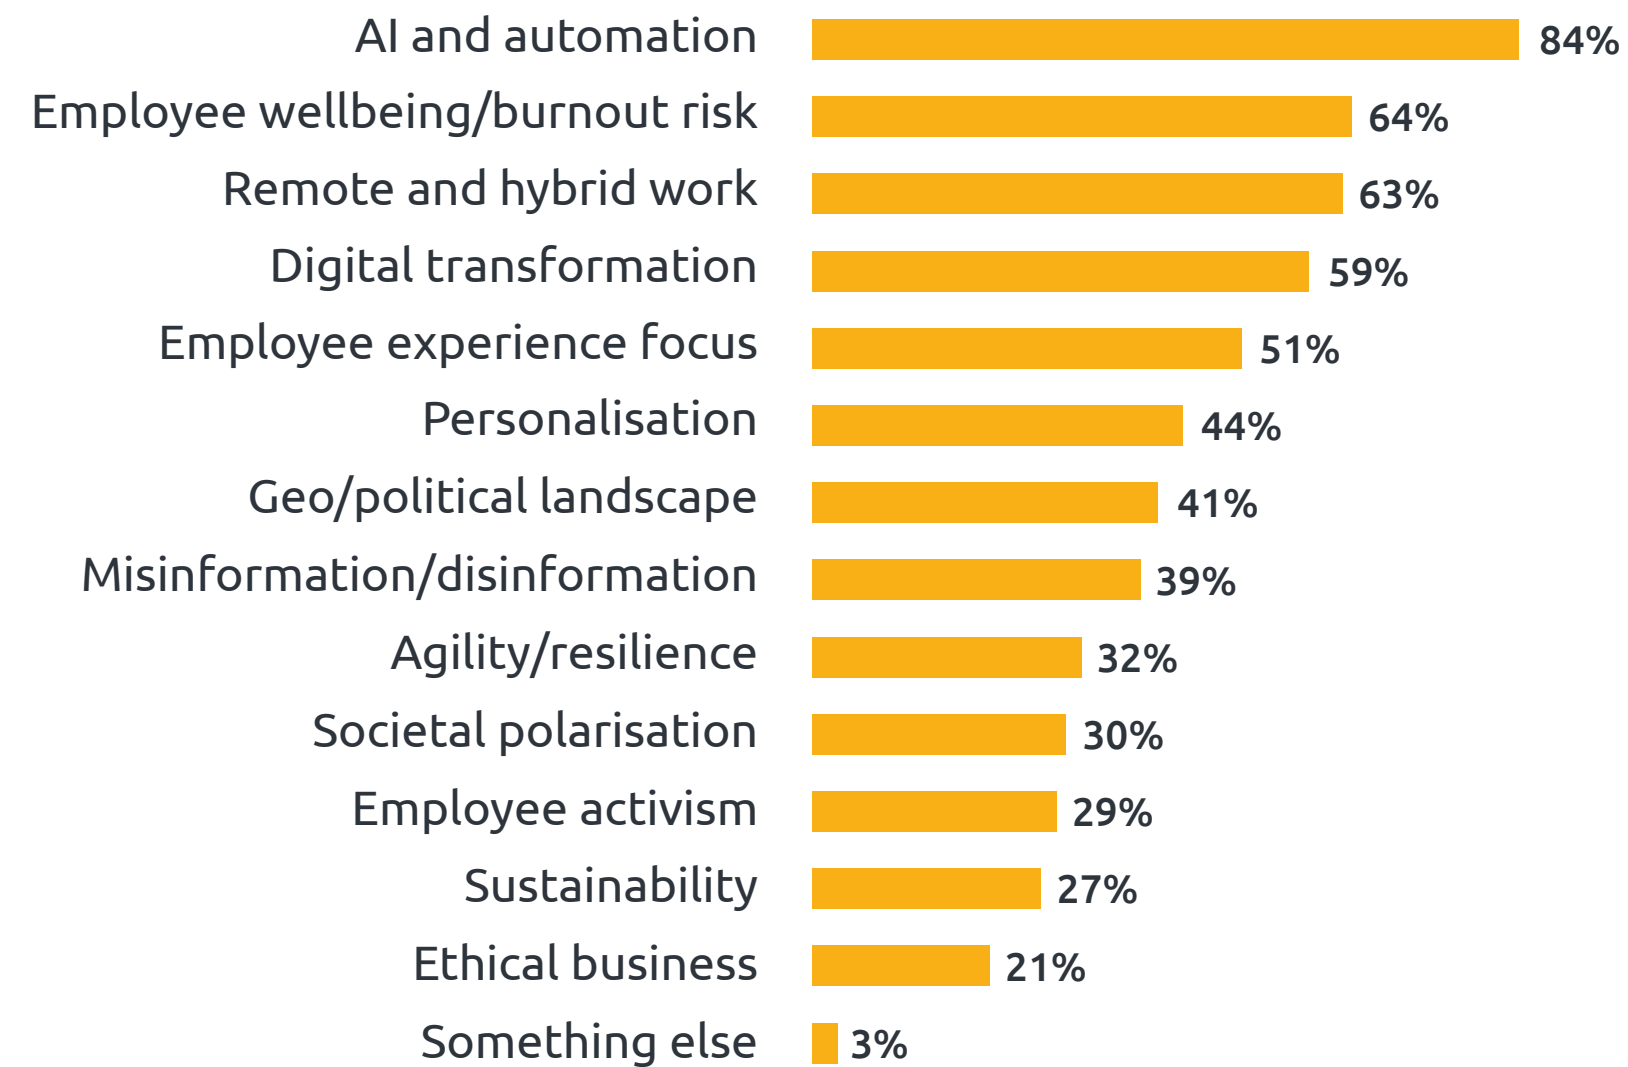 AI and automation 84%
Employee wellbeing/burnout risk 64%
Remote and hybrid work 63%
Digital transformation 59%
Employee experience focus 51%
Personalisation 44%
Geo/political landscape 41%
Misinformation/disinformation 39%
Agility/resilience 32%
Societal polarisation 30%
Employee activism 29%
Sustainability 27%
Ethical business 21%
Something else 3%